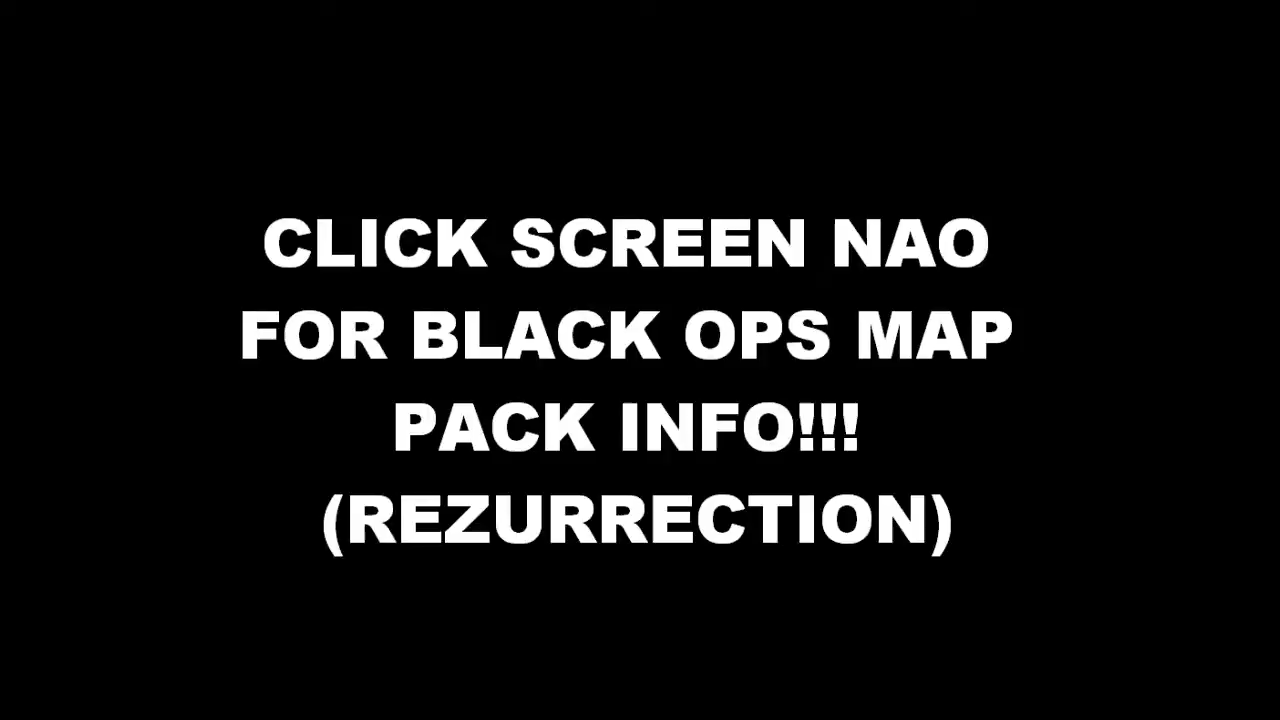 CLICK SCREEN NAO
FOR BLACK OPS MAP
PACK INFO!!!
(REZURRECTION)